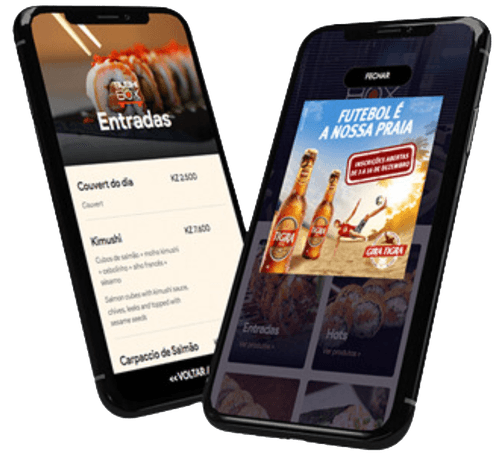 SUSHI
BOX
Entradas
Couvert do dia KZ 2.500
Couvert
Kimushi KZ 7.600
Cubos de salmão + molho kimushi
+ cebolinho + alho francês +
sésamo
Salmon cubes with kimushi sauce,
chives, leeks and topped with
sesame seeds
Carpaccio de Salmão
<<VOLTAR
FECHAR
BOX
FUTEBOL É
A NOSSA PRAIA
INSCRIÇÕES ABERTAS
DE 3 A 16 DE DEZEMBRO
TIGRA
TIGRA
GIRA TIGRA
Entradas
Ver produtos >
Hots
Ver produtos >